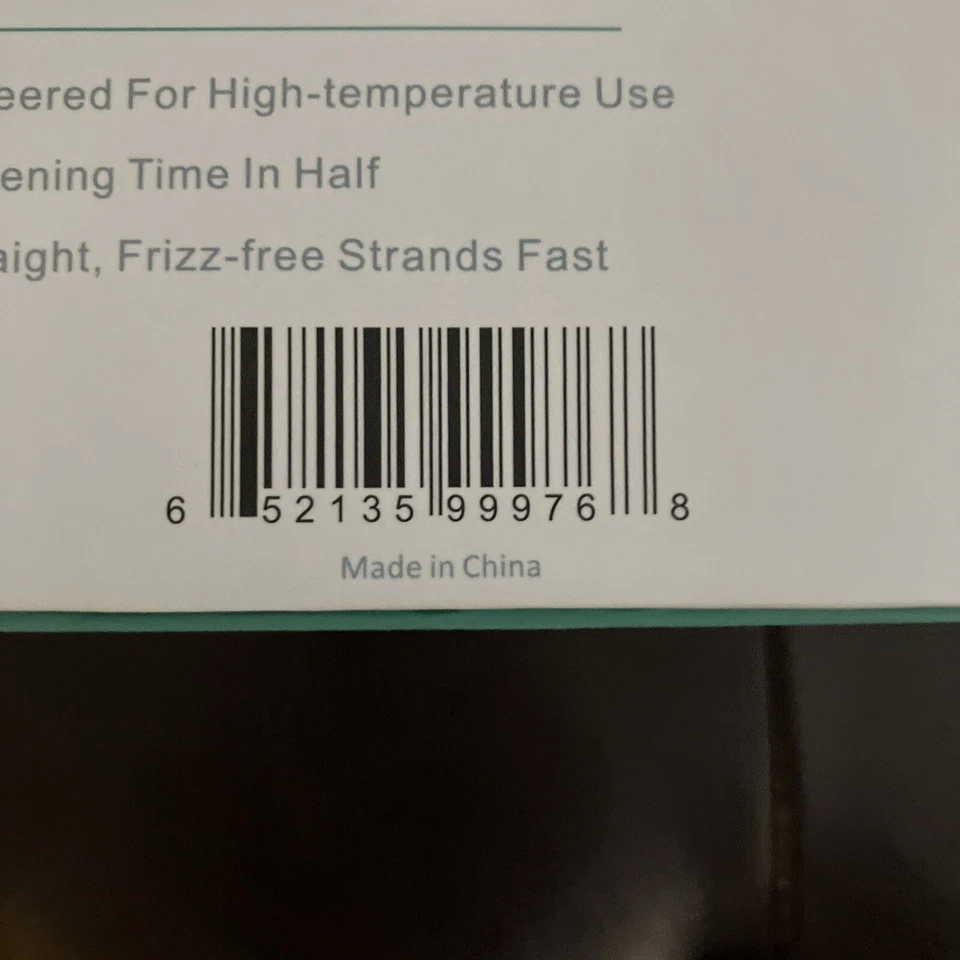 eered For High-temperature Use
ening Time In Half
aight, Frizz-free Strands Fast
6 52135 99976 8
Made in China